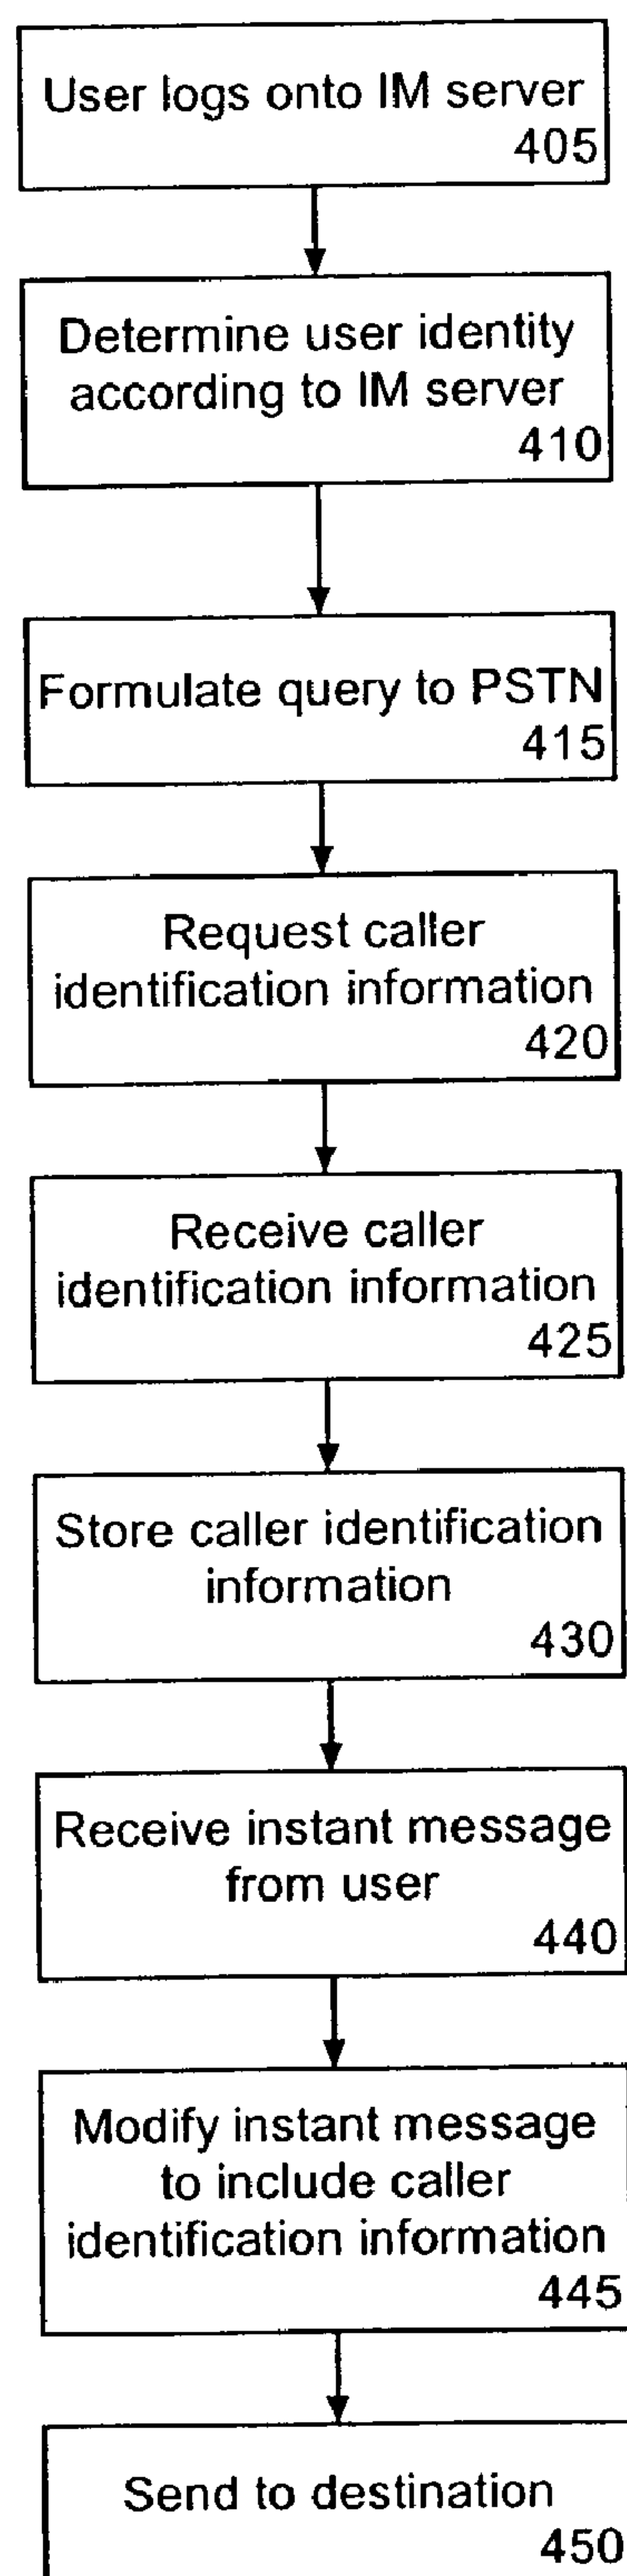 User logs onto IM server
405
Determine user identity
according to IM server
410
Formulate query to PSTN
415
Request caller
identification information
420
Receive caller
identification information
425
Store caller identification
information
430
Receive instant message
from user
440
Modify instant message
to include caller
identification information
445
Send to destination
450